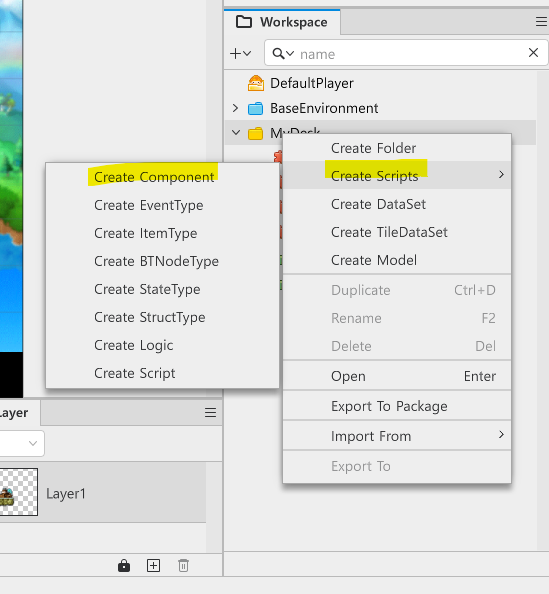 Workspace
name
DefaultPlayer
BaseEnvironment
MyDesk
Create Folder
Create Scripts
Create DataSet
Create TileDataSet
Create Model
Duplicate Ctrl+D
Rename F2
Delete Del
Open Enter
Export To Package
Import From
Export To
Create Component
Create EventType
Create ItemType
Create BTNodeType
Create StateType
Create StructType
Create Logic
Create Script
Layer
Layer1